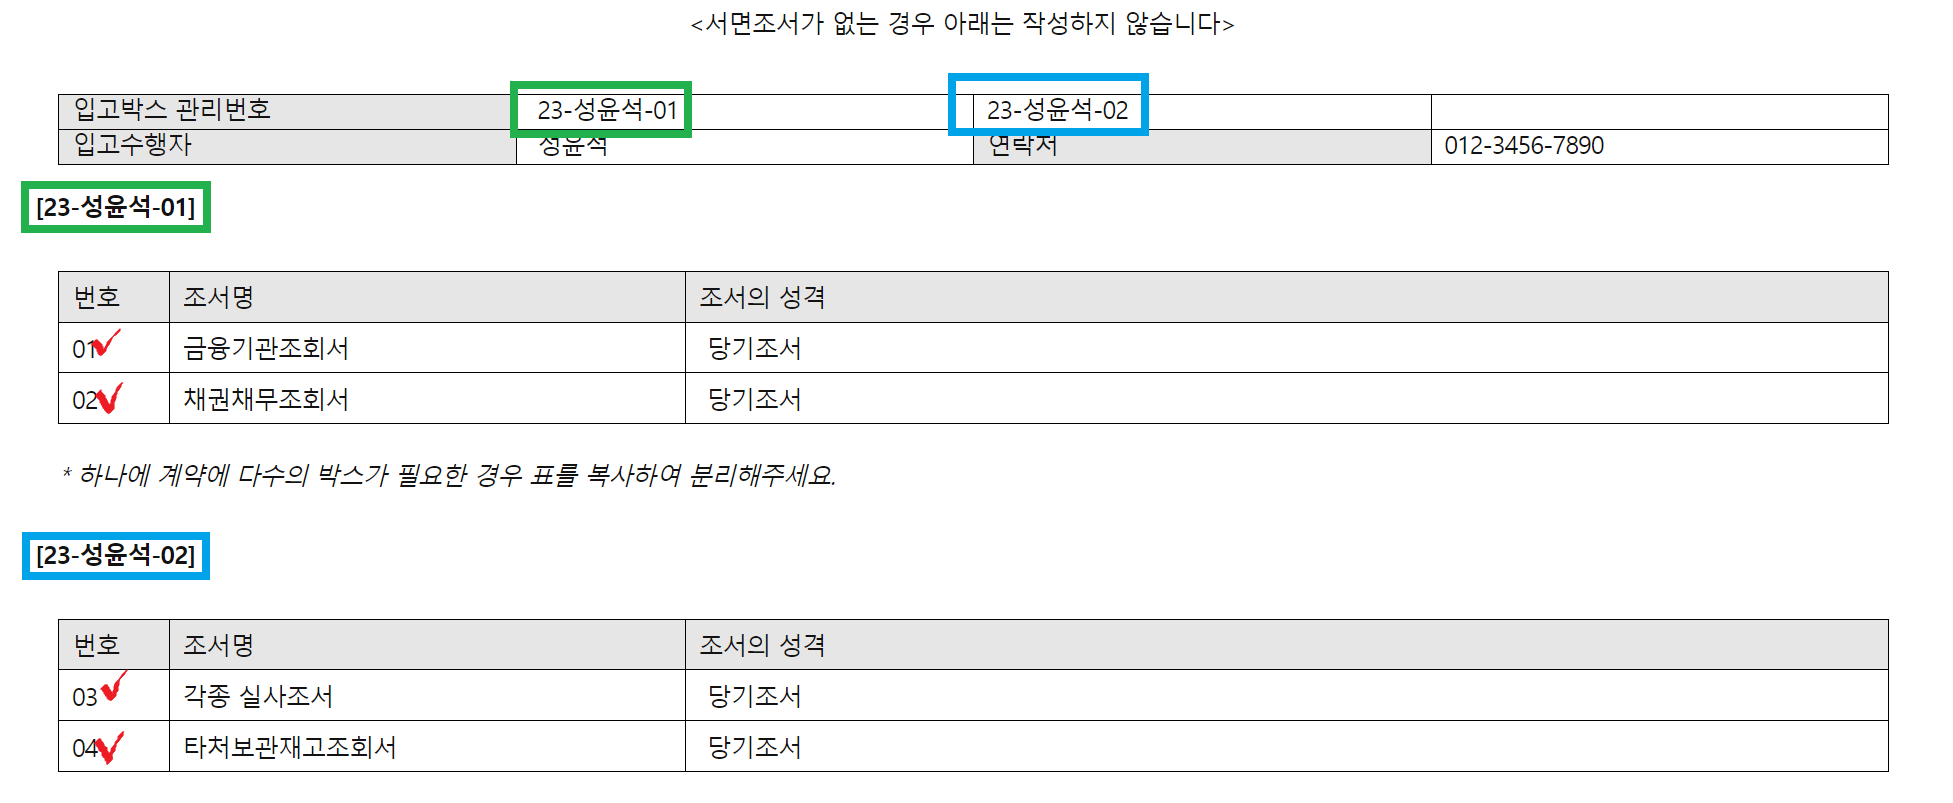 <서면조서가 없는 경우 아래는 작성하지 않습니다>
입고박스 관리번호 23-성윤석-01 23-성윤석-02
입고수행자 성윤석 연락처 012-3456-7890
[23-성윤석-01]
번호 조서명 조서의 성격
01 금융기관조회서 당기조서
02 채권채무조회서 당기조서
* 하나에 계약에 다수의 박스가 필요한 경우 표를 복사하여 분리해주세요.
[23-성윤석-02]
번호 조서명 조서의 성격
03 각종 실사조서 당기조서
04 타처보관재고조회서 당기조서